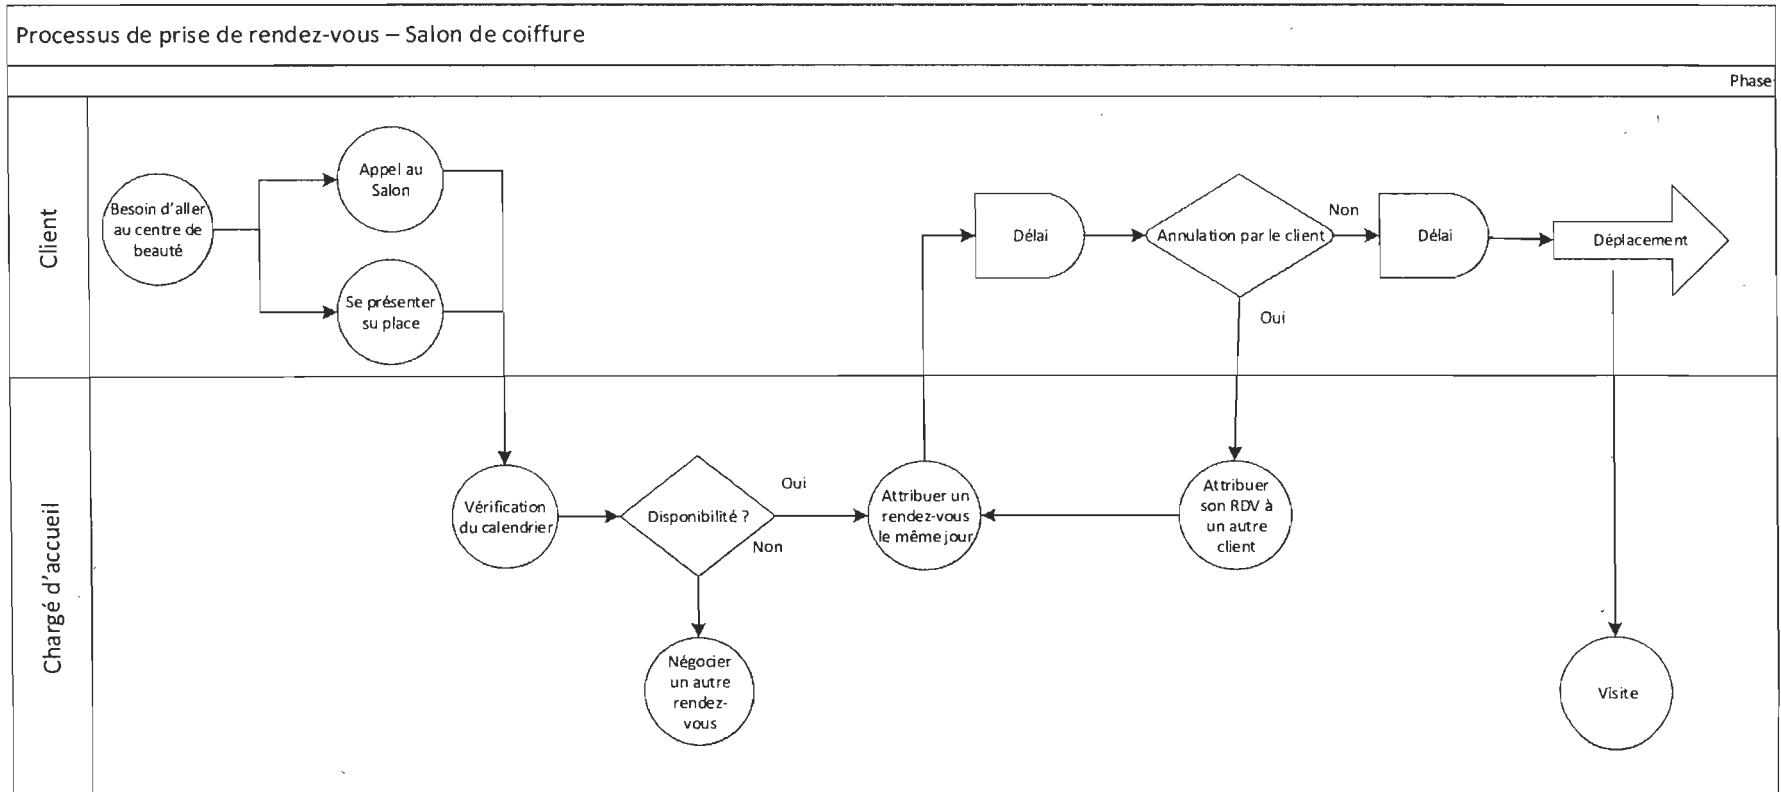 Processus de prise de rendez-vous – Salon de coiffure
Phase
Client
Besoin d'aller
au centre de
beauté
Appel au
Salon
Se présenter
su place
Délai
Annulation par le client
Non
Oui
Délai
Déplacement
Chargé d'accueil
Vérification
du calendrier
Disponibilité ?
Oui
Non
Négocier
un autre
rendez-
vous
Attribuer un
rendez-vous
le même jour
Attribuer
son RDV à
un autre
client
Visite